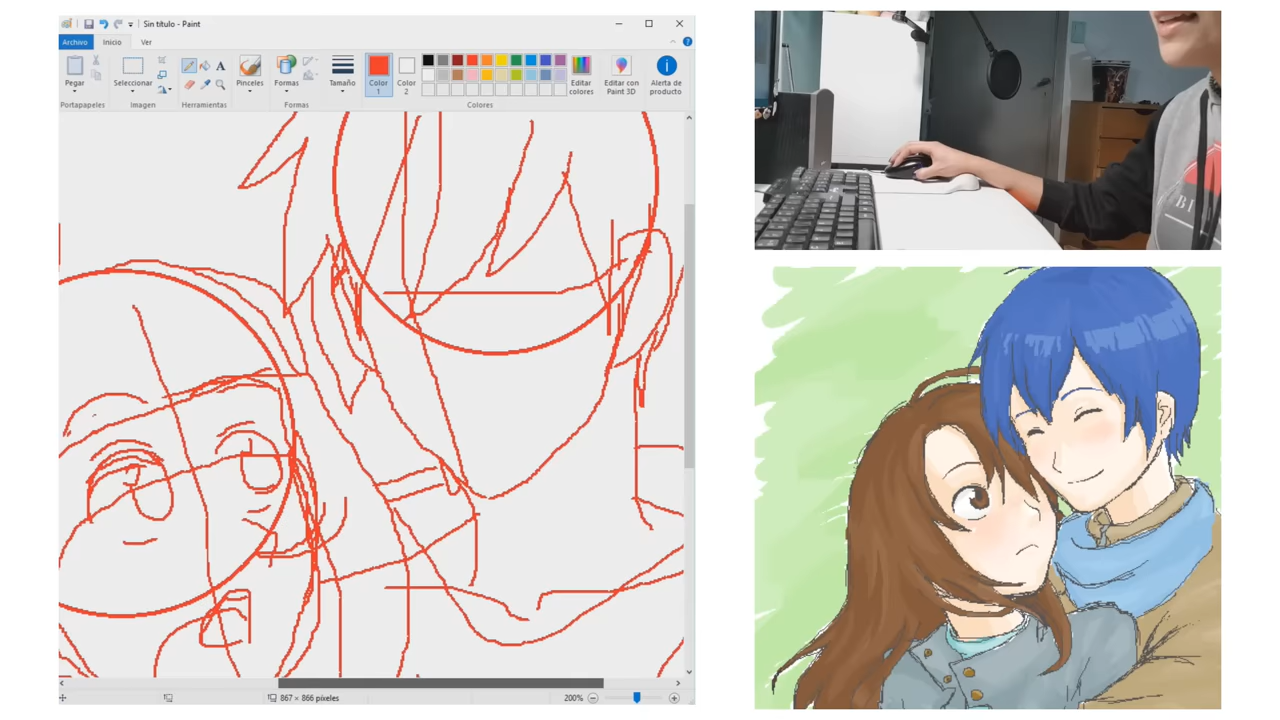 Sin título - Paint
Archivo Inicio Ver
Pegar Seleccionar Pinceles Formas Tamaño Color 1 Color 2 Editar colores Editar con Paint 3D Alerta de producto
Portapapeles Imagen Herramientas Formas Colores
867 × 866 píxeles 200%
BI